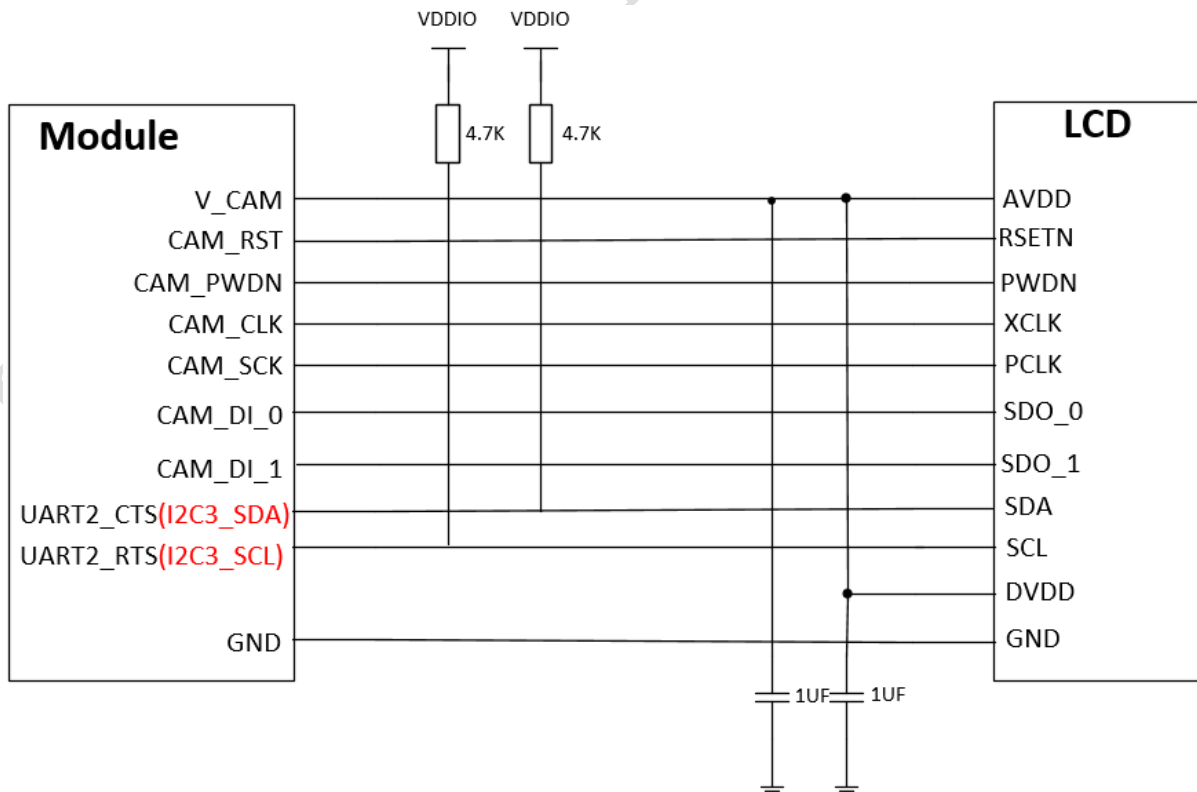 VDDIO VDDIO
4.7K 4.7K
Module
LCD
V_CAM
CAM_RST
CAM_PWDN
CAM_CLK
CAM_SCK
CAM_DI_0
CAM_DI_1
UART2_CTS(I2C3_SDA)
UART2_RTS(I2C3_SCL)
GND
AVDD
RSETN
PWDN
XCLK
PCLK
SDO_0
SDO_1
SDA
SCL
DVDD
GND
1UF 1UF